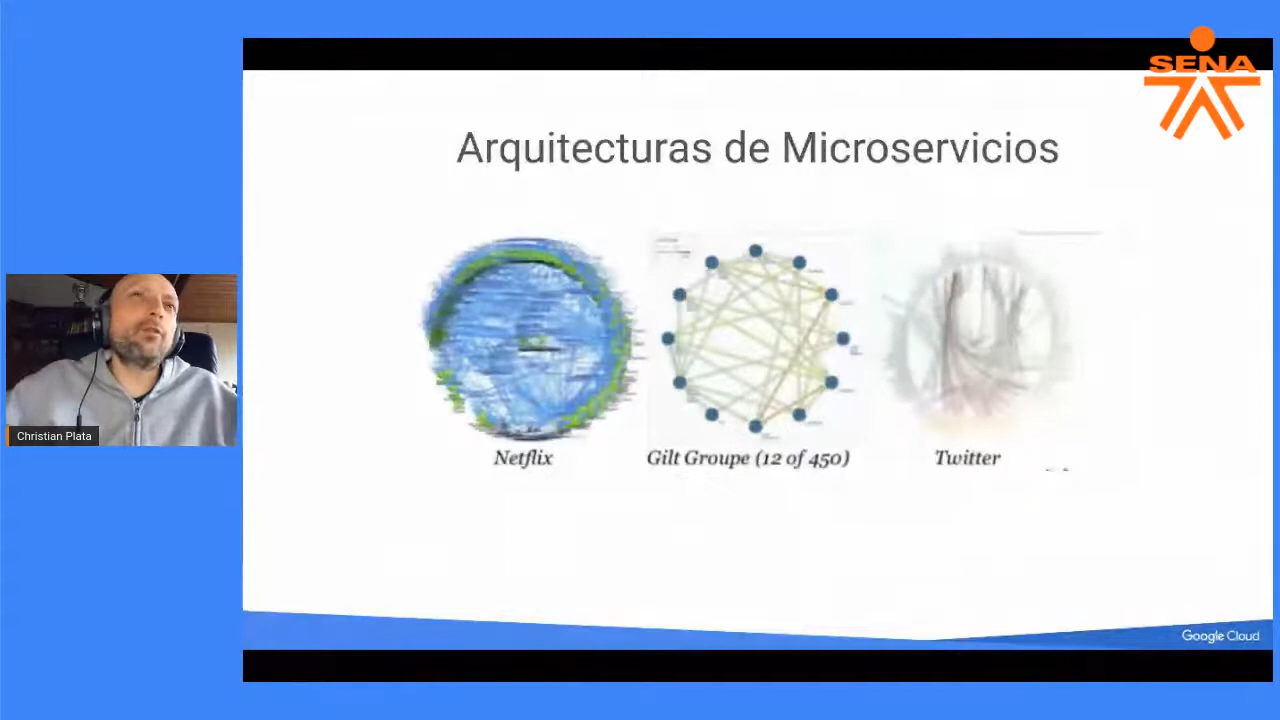 SENA
Arquitecturas de Microservicios
Netflix
Gilt Groupe (12 of 450)
Twitter
Christian Plata
Google Cloud